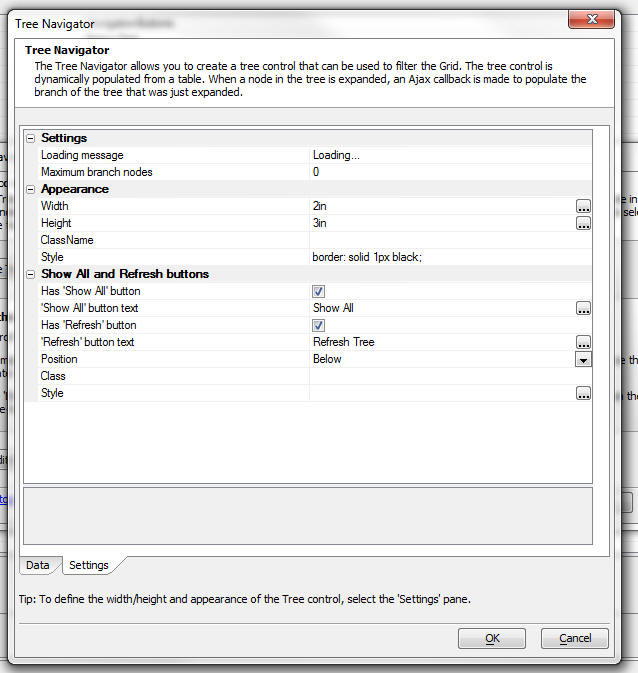 Tree Navigator
Tree Navigator
The Tree Navigator allows you to create a tree control that can be used to filter the Grid. The tree control is
dynamically populated from a table. When a node in the tree is expanded, an Ajax callback is made to populate the
branch of the tree that was just expanded.
Settings
Loading message Loading...
Maximum branch nodes 0
Appearance
Width 2in ...
Height 3in ...
ClassName
Style border: solid 1px black;
Show All and Refresh buttons
Has 'Show All' button
'Show All' button text Show All ...
Has 'Refresh' button
'Refresh' button text Refresh Tree ...
Position Below
Class
Style ...
Data Settings
Tip: To define the width/height and appearance of the Tree control, select the 'Settings' pane.
OK Cancel